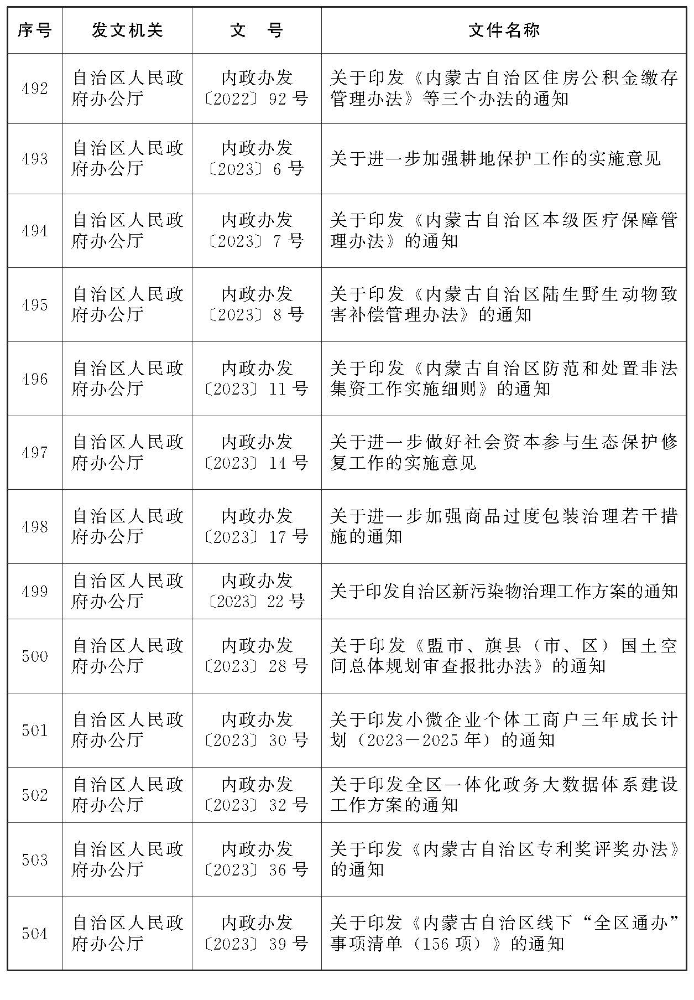 序号 发文机关 文 号 文件名称
492 自治区人民政府办公厅 内政办发〔2022〕92号 关于印发《内蒙古自治区住房公积金缴存管理办法》等三个办法的通知
493 自治区人民政府办公厅 内政办发〔2023〕6号 关于进一步加强耕地保护工作的实施意见
494 自治区人民政府办公厅 内政办发〔2023〕7号 关于印发《内蒙古自治区本级医疗保障管理办法》的通知
495 自治区人民政府办公厅 内政办发〔2023〕8号 关于印发《内蒙古自治区陆生野生动物致害补偿管理办法》的通知
496 自治区人民政府办公厅 内政办发〔2023〕11号 关于印发《内蒙古自治区防范和处置非法集资工作实施细则》的通知
497 自治区人民政府办公厅 内政办发〔2023〕14号 关于进一步做好社会资本参与生态保护修复工作的实施意见
498 自治区人民政府办公厅 内政办发〔2023〕17号 关于进一步加强商品过度包装治理若干措施的通知
499 自治区人民政府办公厅 内政办发〔2023〕22号 关于印发自治区新污染物治理工作方案的通知
500 自治区人民政府办公厅 内政办发〔2023〕28号 关于印发《盟市、旗县（市、区）国土空间总体规划审查报批办法》的通知
501 自治区人民政府办公厅 内政办发〔2023〕30号 关于印发小微企业个体工商户三年成长计划（2023—2025年）的通知
502 自治区人民政府办公厅 内政办发〔2023〕32号 关于印发全区一体化政务大数据体系建设工作方案的通知
503 自治区人民政府办公厅 内政办发〔2023〕36号 关于印发《内蒙古自治区专利奖评奖办法》的通知
504 自治区人民政府办公厅 内政办发〔2023〕39号 关于印发《内蒙古自治区线下“全区通办”事项清单（156项）》的通知